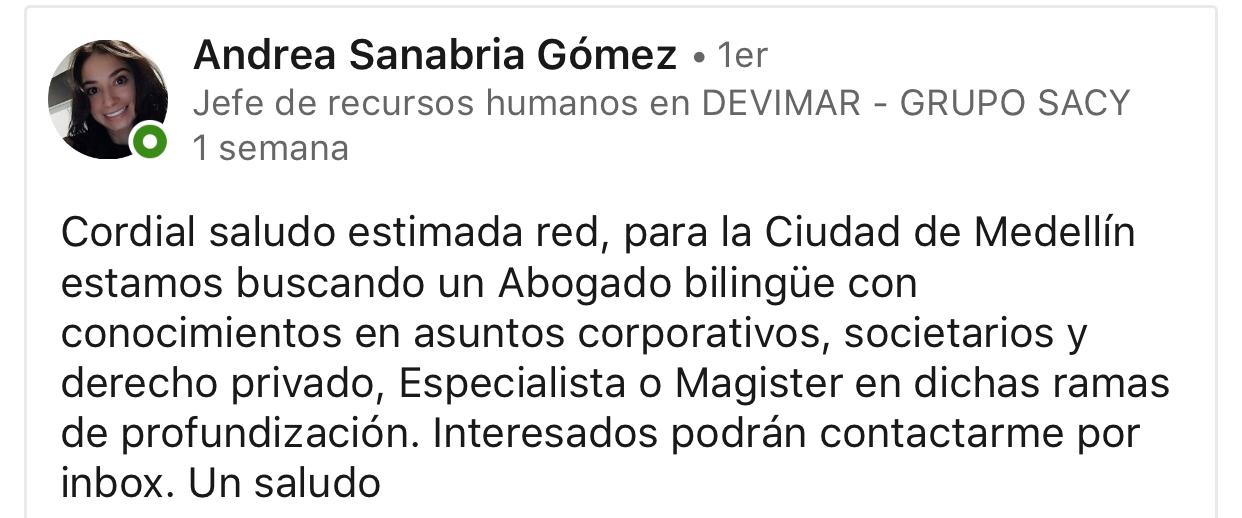 Andrea Sanabria Gómez • 1er
Jefe de recursos humanos en DEVIMAR - GRUPO SACY
1 semana
Cordial saludo estimada red, para la Ciudad de Medellín
estamos buscando un Abogado bilingüe con
conocimientos en asuntos corporativos, societarios y
derecho privado, Especialista o Magister en dichas ramas
de profundización. Interesados podrán contactarme por
inbox. Un saludo